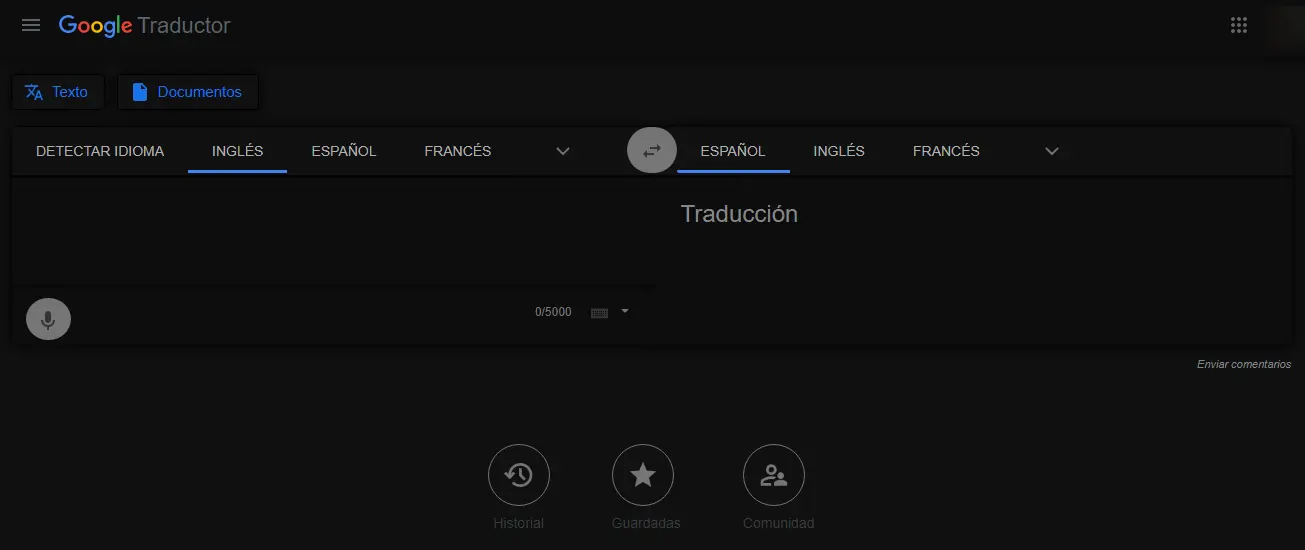 Google Traductor
Texto Documentos
DETECTAR IDIOMA INGLÉS ESPAÑOL FRANCÉS ESPAÑOL INGLÉS FRANCÉS
Traducción
0/5000
Enviar comentarios
Historial Guardadas Comunidad